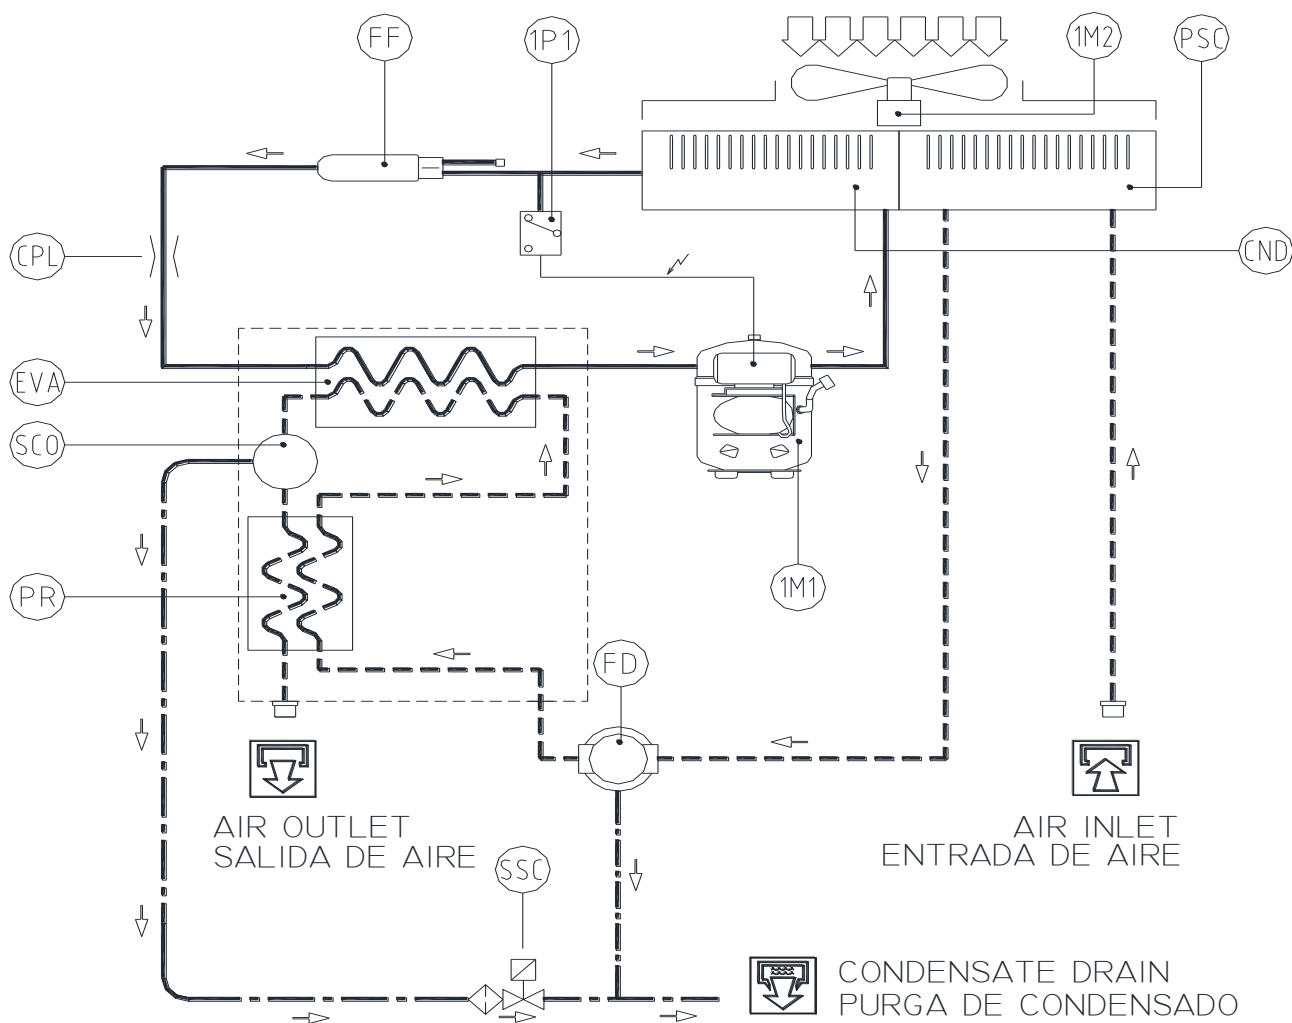 FF
1P1
1M2
PSC
CPL
CND
EVA
SCO
PR
1M1
FD
AIR OUTLET
SALIDA DE AIRE
AIR INLET
ENTRADA DE AIRE
SSC
CONDENSATE DRAIN
PURGA DE CONDENSADO